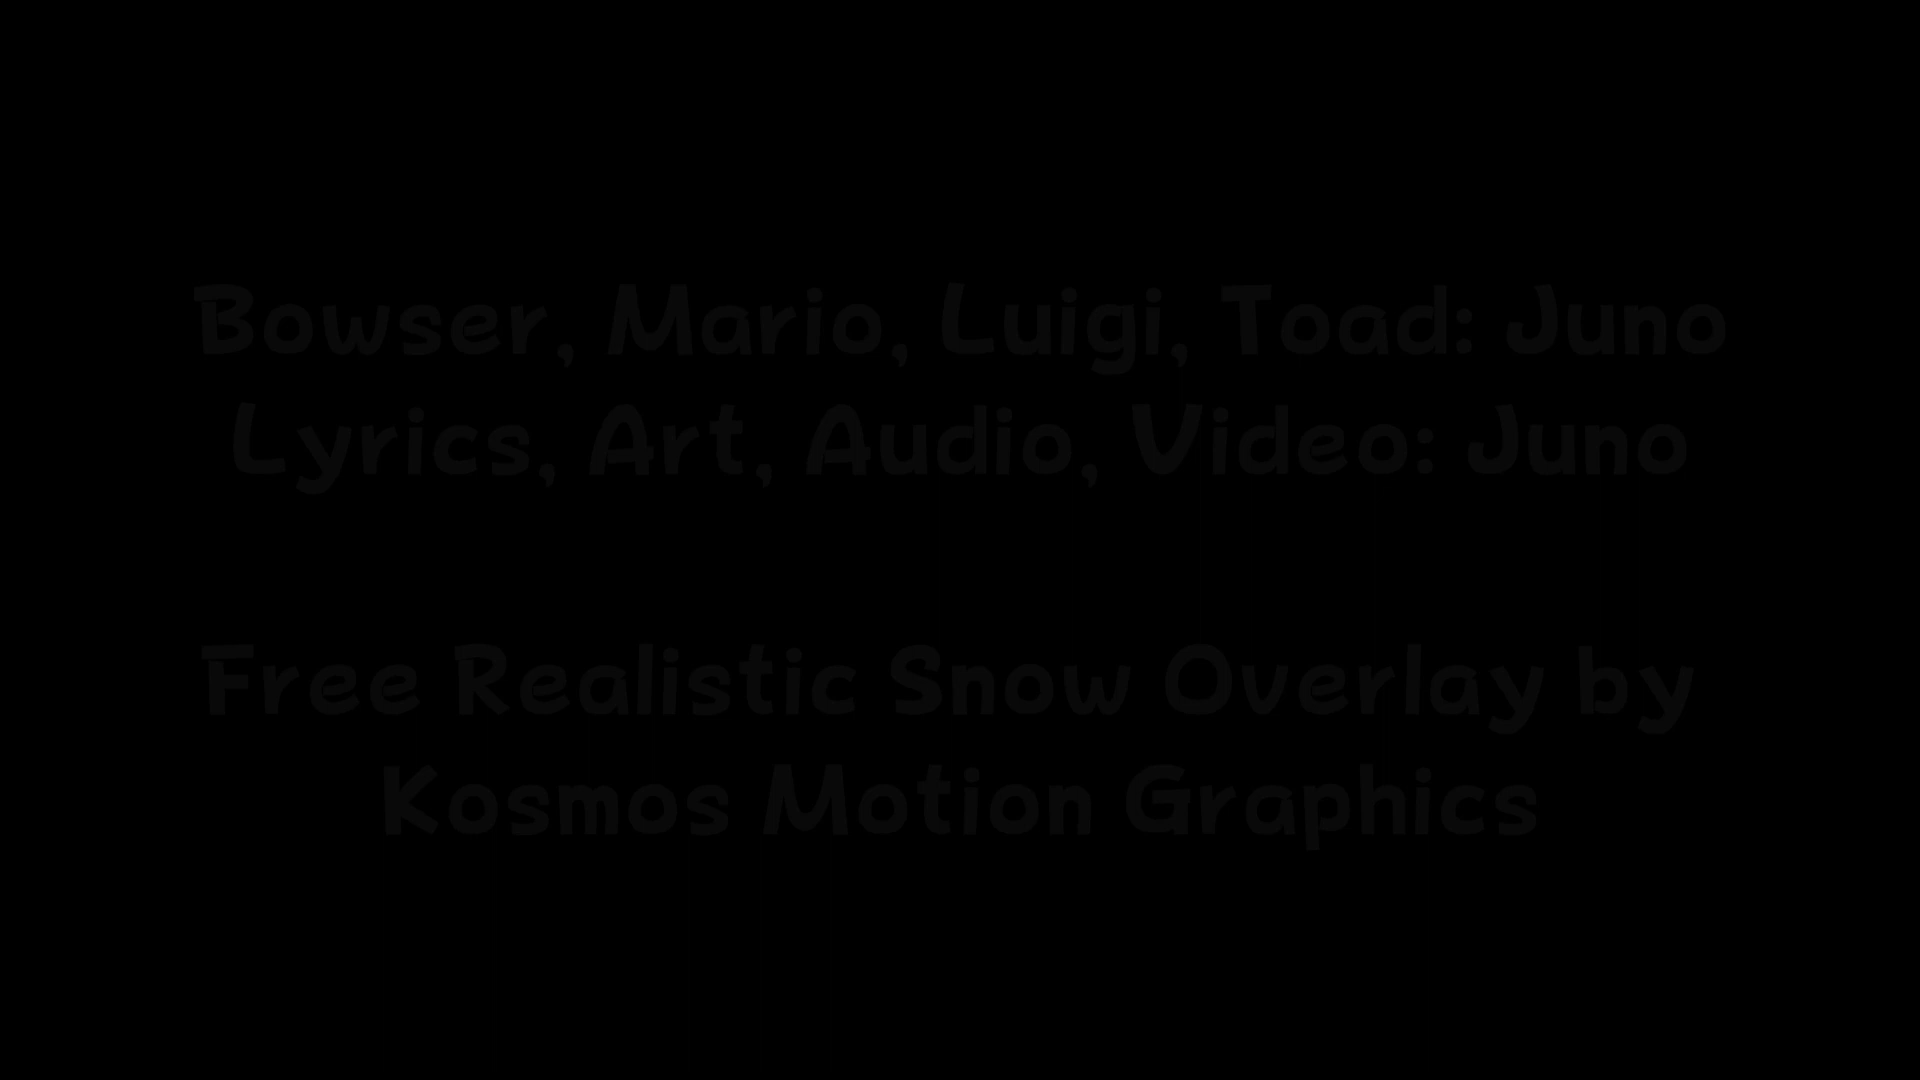 Bowser, Mario, Luigi, Toad: Juno
Lyrics, Art, Audio, Video: Juno
Free Realistic Snow Overlay by
Kosmos Motion Graphics